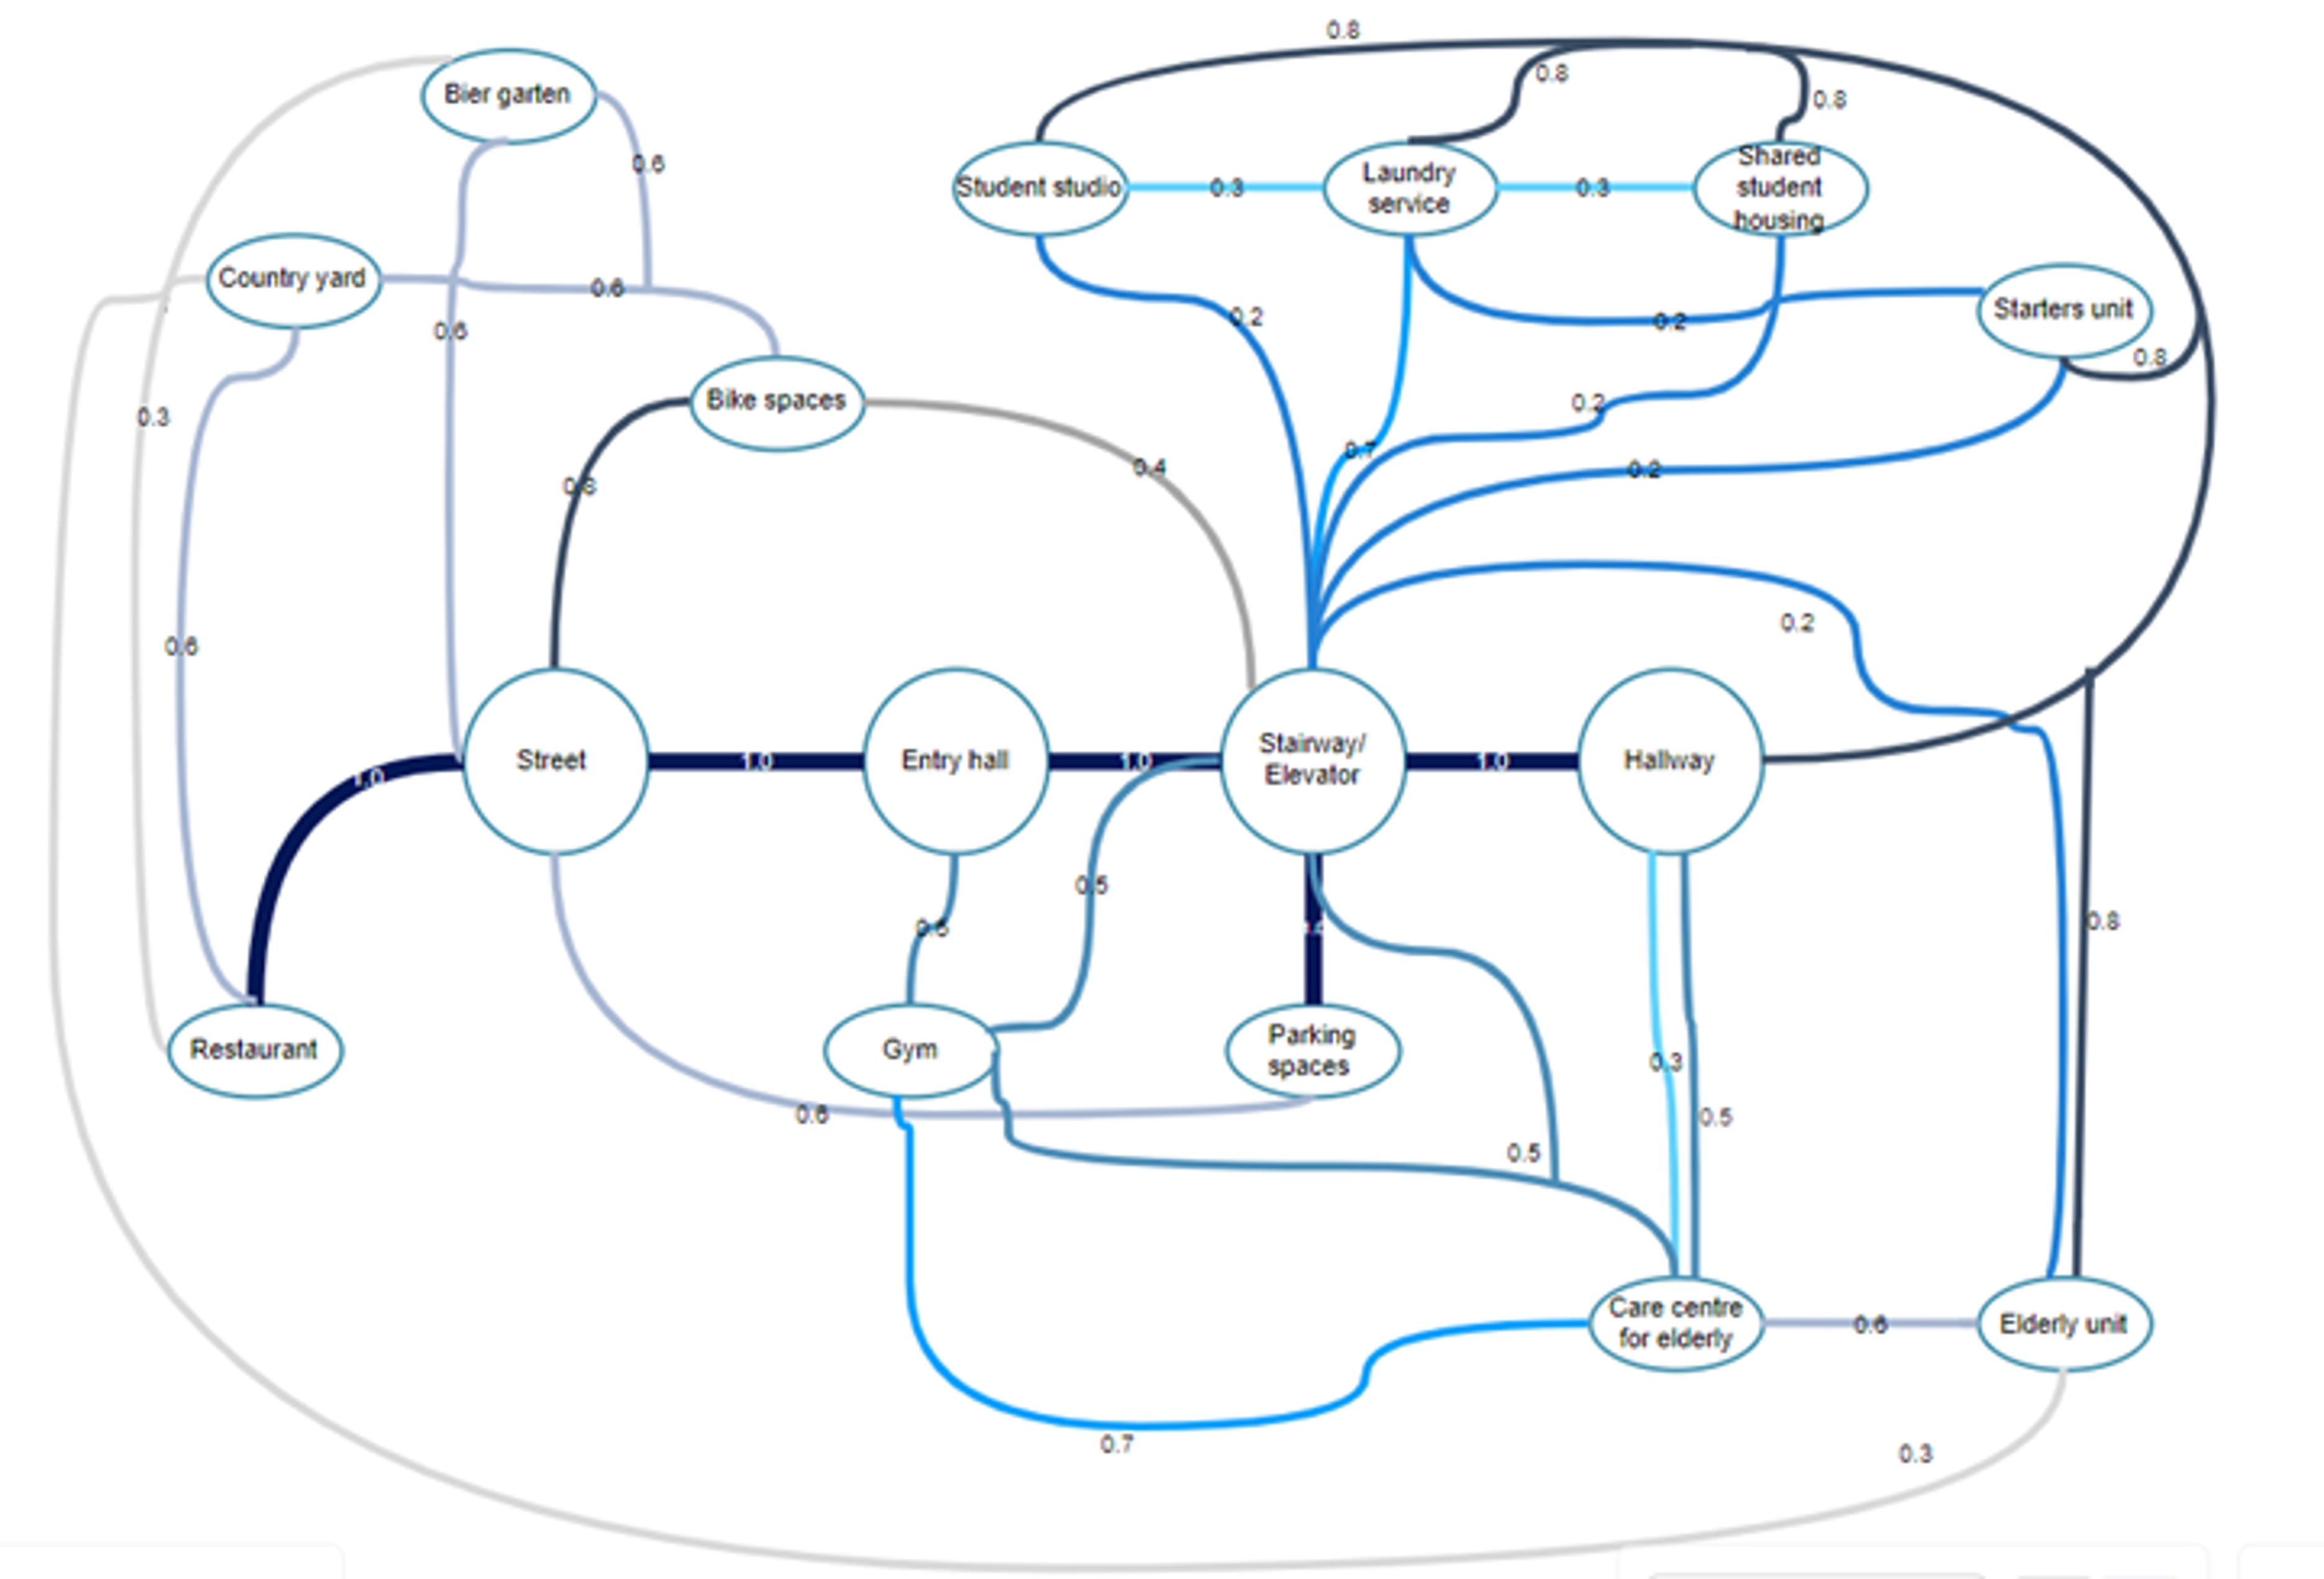 0.8
Bier garten
0.8
0.8
0.6
Student studio
0.3
Laundry
service
0.3
Shared
student
housing
Country yard
0.6
0.6
0.2
0.2
Starters unit
0.8
0.3
Bike spaces
0.2
0.8
0.4
0.7
0.2
0.6
0.2
1.0
Street
1.0
Entry hall
1.0
Stairway/
Elevator
1.0
Hallway
0.5
0.8
Restaurant
Gym
Parking
spaces
0.3
0.6
0.5
0.5
0.7
Care centre
for elderly
0.6
Elderly unit
0.3